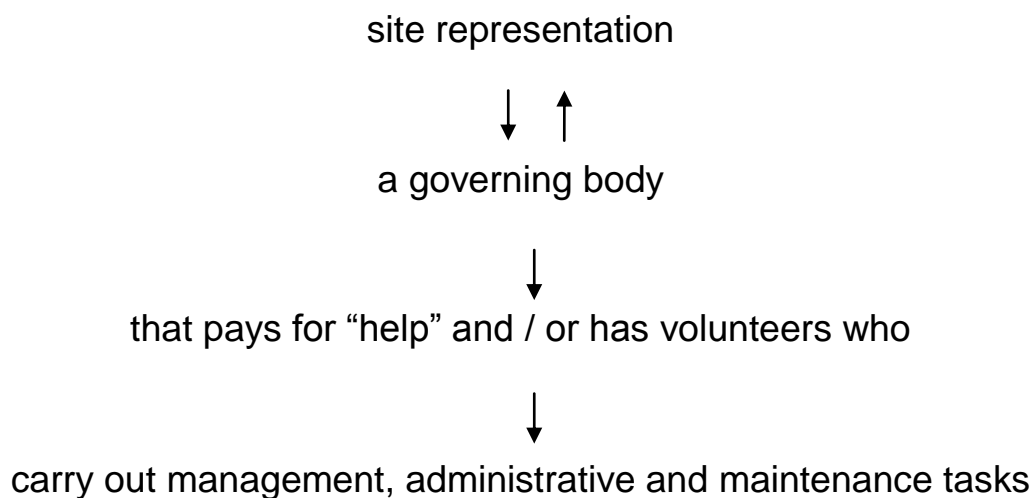 site representation
a governing body
that pays for “help” and / or has volunteers who
carry out management, administrative and maintenance tasks